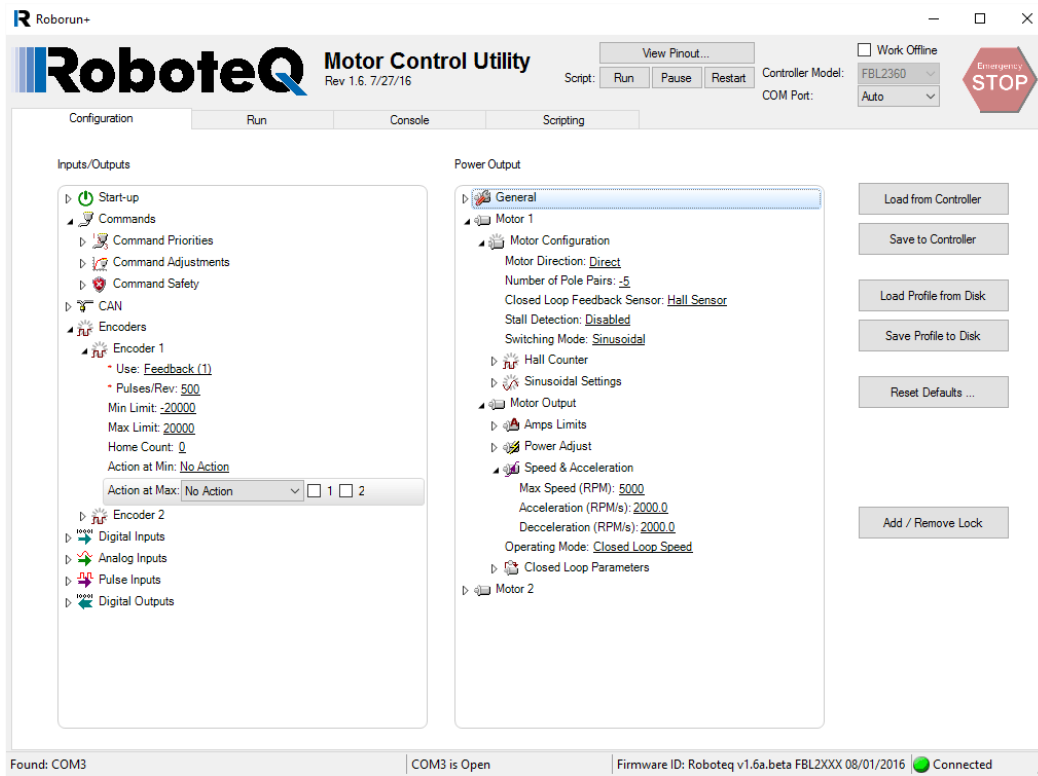 Roborun+
RoboteQ
Motor Control Utility
Rev 1.6. 7/27/16
View Pinout...
Script: Run Pause Restart
Work Offline
Controller Model: FBL2360
COM Port: Auto
Emergency
STOP
Configuration Run Console Scripting
Inputs/Outputs
Start-up
Commands
Command Priorities
Command Adjustments
Command Safety
CAN
Encoders
Encoder 1
* Use: Feedback (1)
* Pulses/Rev: 500
Min Limit: -20000
Max Limit: 20000
Home Count: 0
Action at Min: No Action
Action at Max: No Action 1 2
Encoder 2
Digital Inputs
Analog Inputs
Pulse Inputs
Digital Outputs
Power Output
General
Motor 1
Motor Configuration
Motor Direction: Direct
Number of Pole Pairs: -5
Closed Loop Feedback Sensor: Hall Sensor
Stall Detection: Disabled
Switching Mode: Sinusoidal
Hall Counter
Sinusoidal Settings
Motor Output
Amps Limits
Power Adjust
Speed & Acceleration
Max Speed (RPM): 5000
Acceleration (RPM/s): 2000.0
Decceleration (RPM/s): 2000.0
Operating Mode: Closed Loop Speed
Closed Loop Parameters
Motor 2
Load from Controller
Save to Controller
Load Profile from Disk
Save Profile to Disk
Reset Defaults ...
Add / Remove Lock
Found: COM3
COM3 is Open
Firmware ID: Roboteq v1.6a.beta FBL2XXX 08/01/2016
Connected